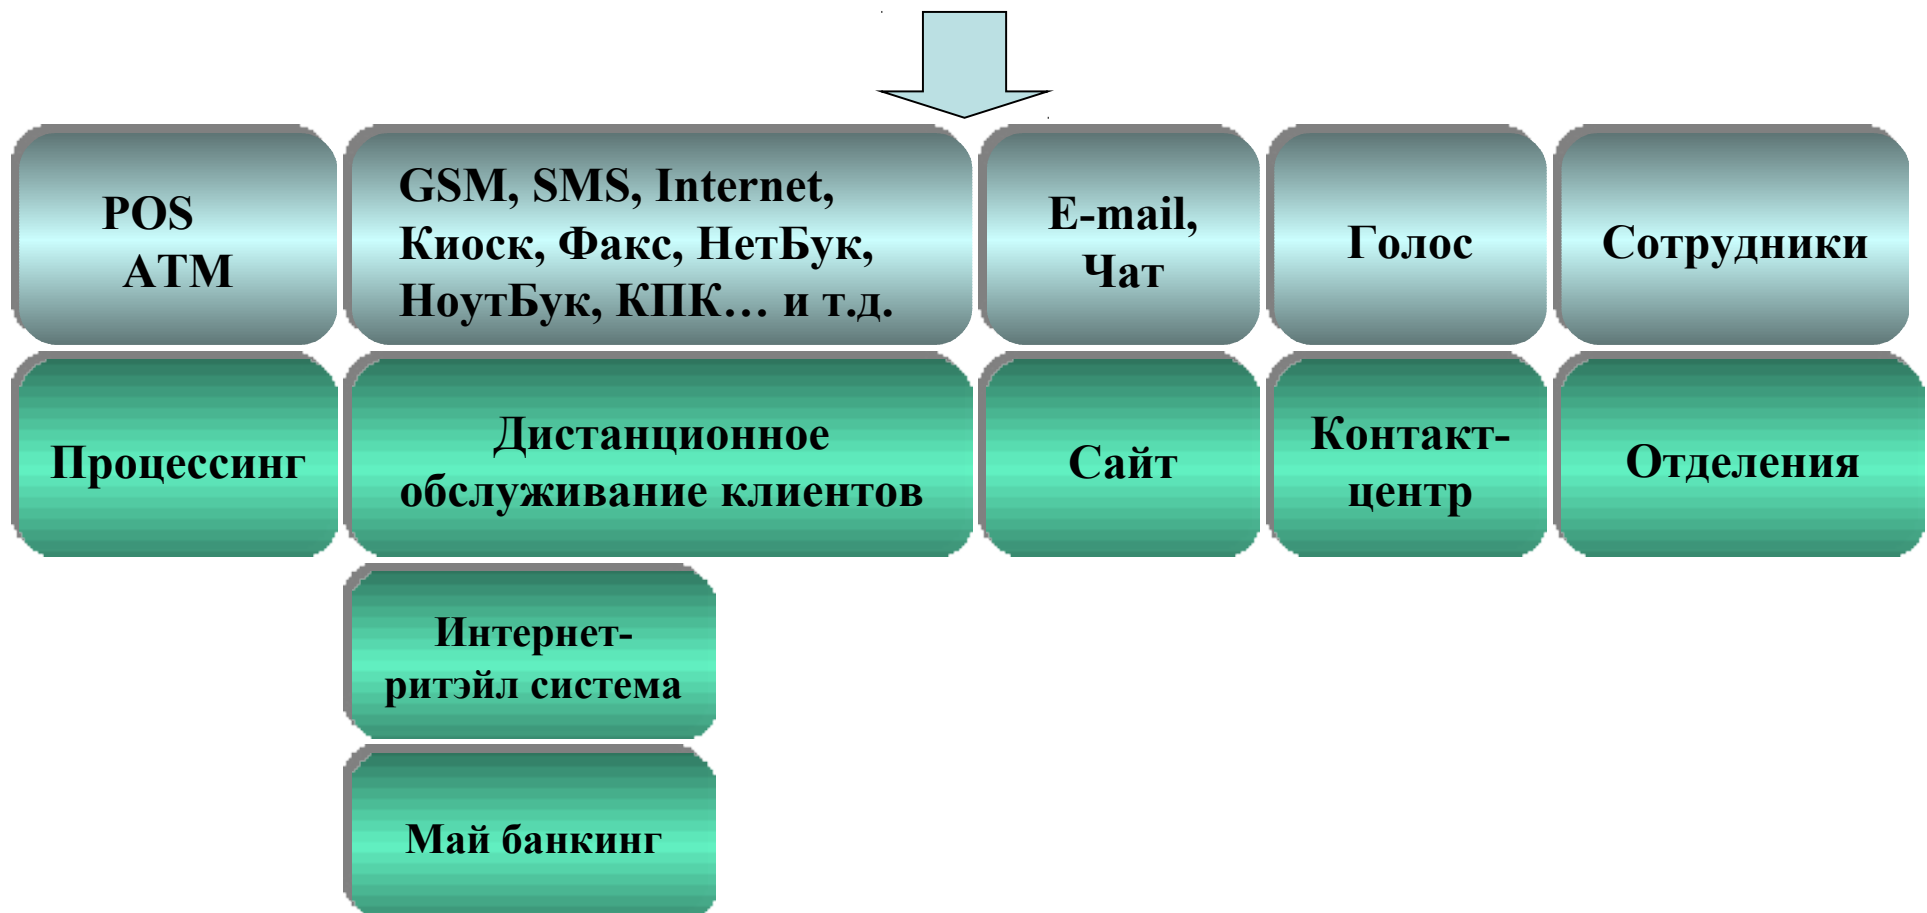 POS
ATM
GSM, SMS, Internet,
Киоск, Факс, НетБук,
НоутБук, КПК… и т.д.
E-mail,
Чат
Голос
Сотрудники
Процессинг
Дистанционное
обслуживание клиентов
Сайт
Контакт-
центр
Отделения
Интернет-
ритэйл система
Май банкинг